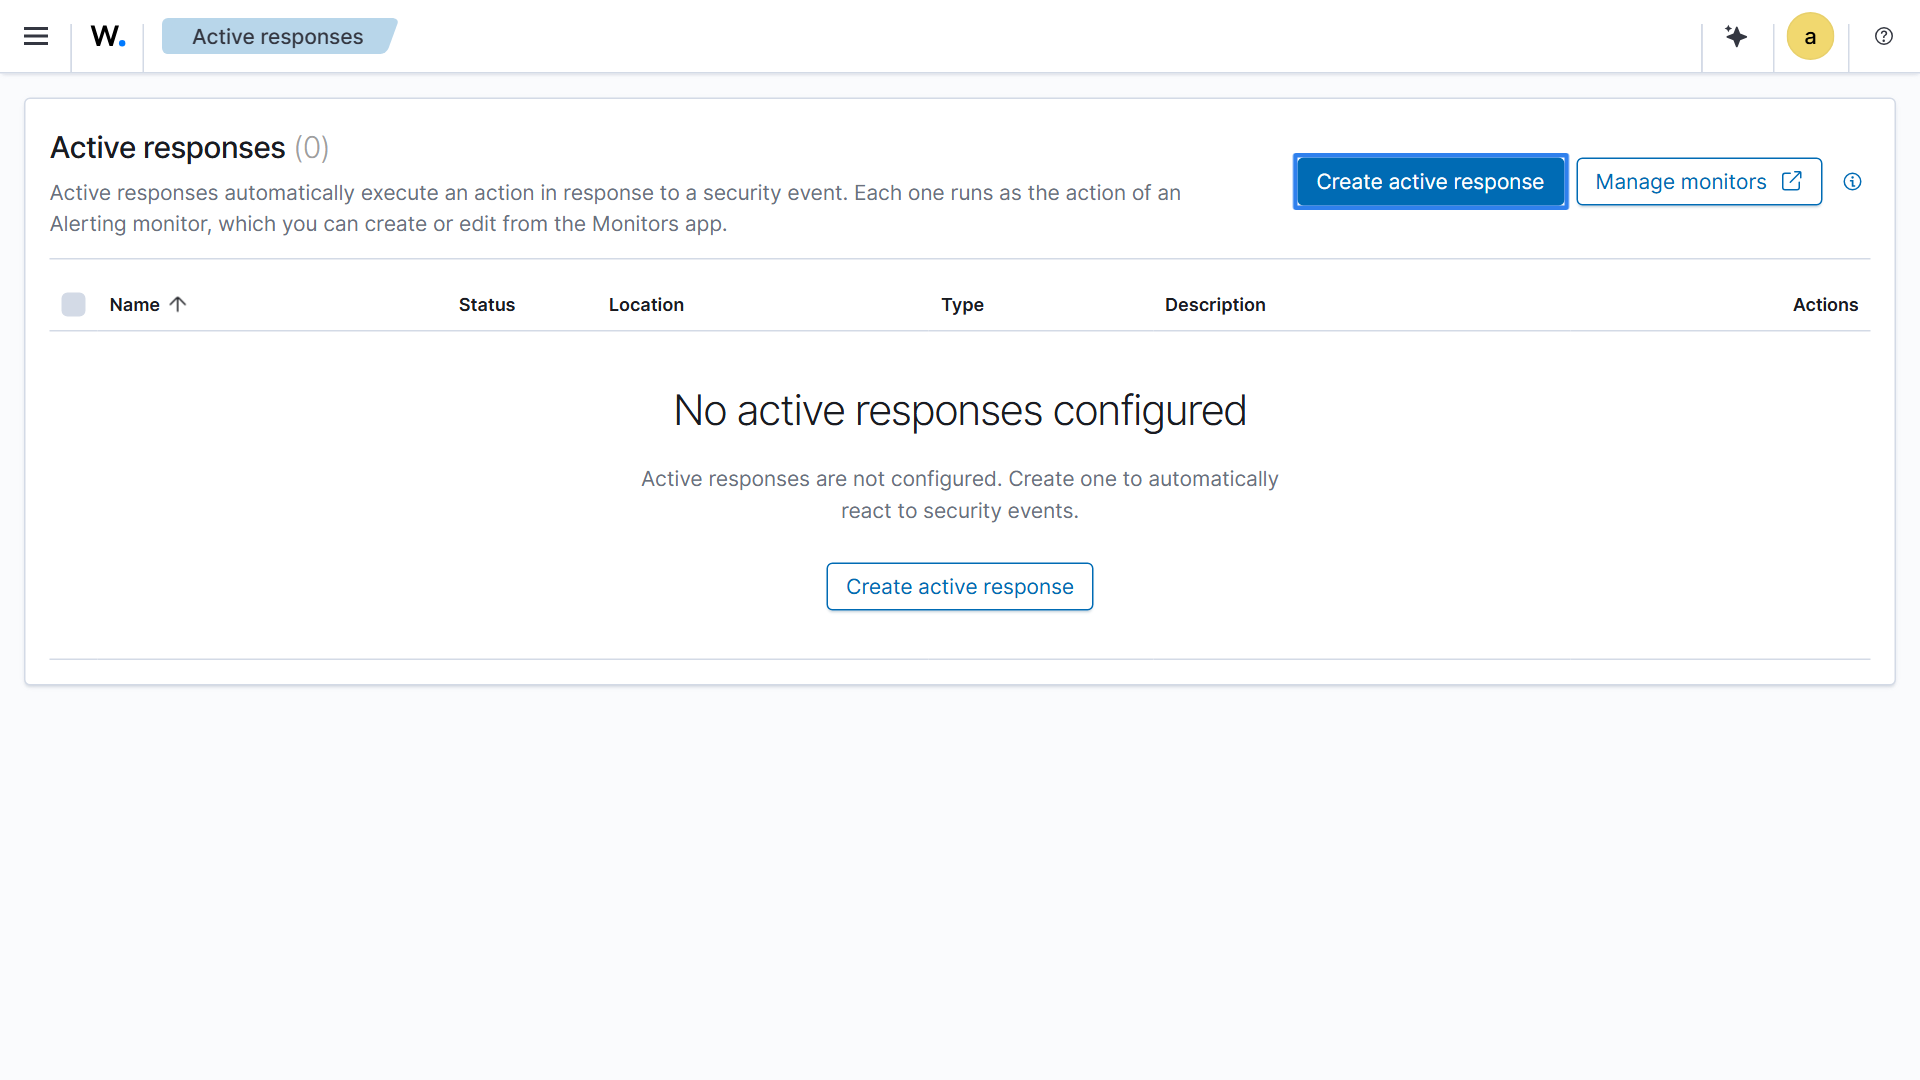 W.
Active responses
a
Active responses (0)
Active responses automatically execute an action in response to a security event. Each one runs as the action of an
Alerting monitor, which you can create or edit from the Monitors app.
Create active response
Manage monitors
Name
Status
Location
Type
Description
Actions
No active responses configured
Active responses are not configured. Create one to automatically
react to security events.
Create active response